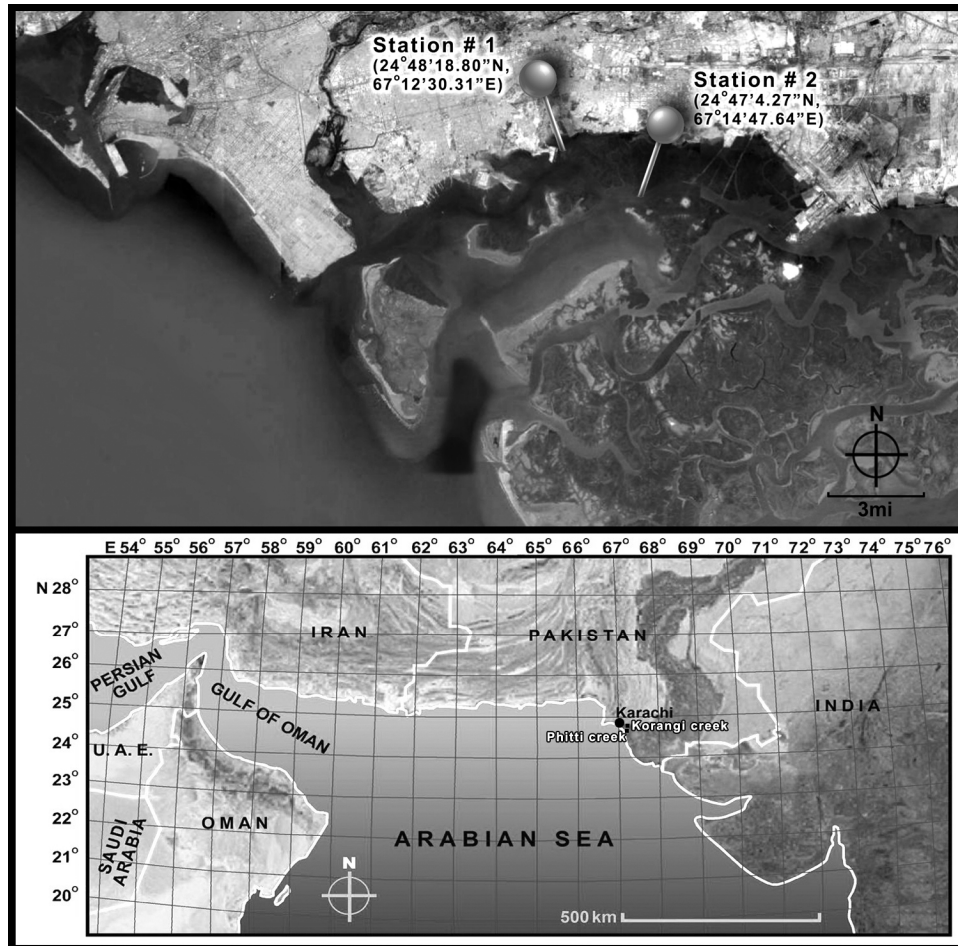 Station # 1
(24°48’18.80”N,
67°12’30.31”E)
Station # 2
(24°47’4.27”N,
67°14’47.64”E)
N
3mi
E 54° 55° 56° 57° 58° 59° 60° 61° 62° 63° 64° 65° 66° 67° 68° 69° 70° 71° 72° 73° 74° 75° 76°
N 28°
27°
26°
25°
24°
23°
22°
21°
20°
IRAN
PAKISTAN
PERSIAN
GULF
GULF OF OMAN
INDIA
Karachi
Korangi creek
Phitti creek
U.A.E.
OMAN
SAUDI
ARABIA
ARABIAN SEA
N
500 km